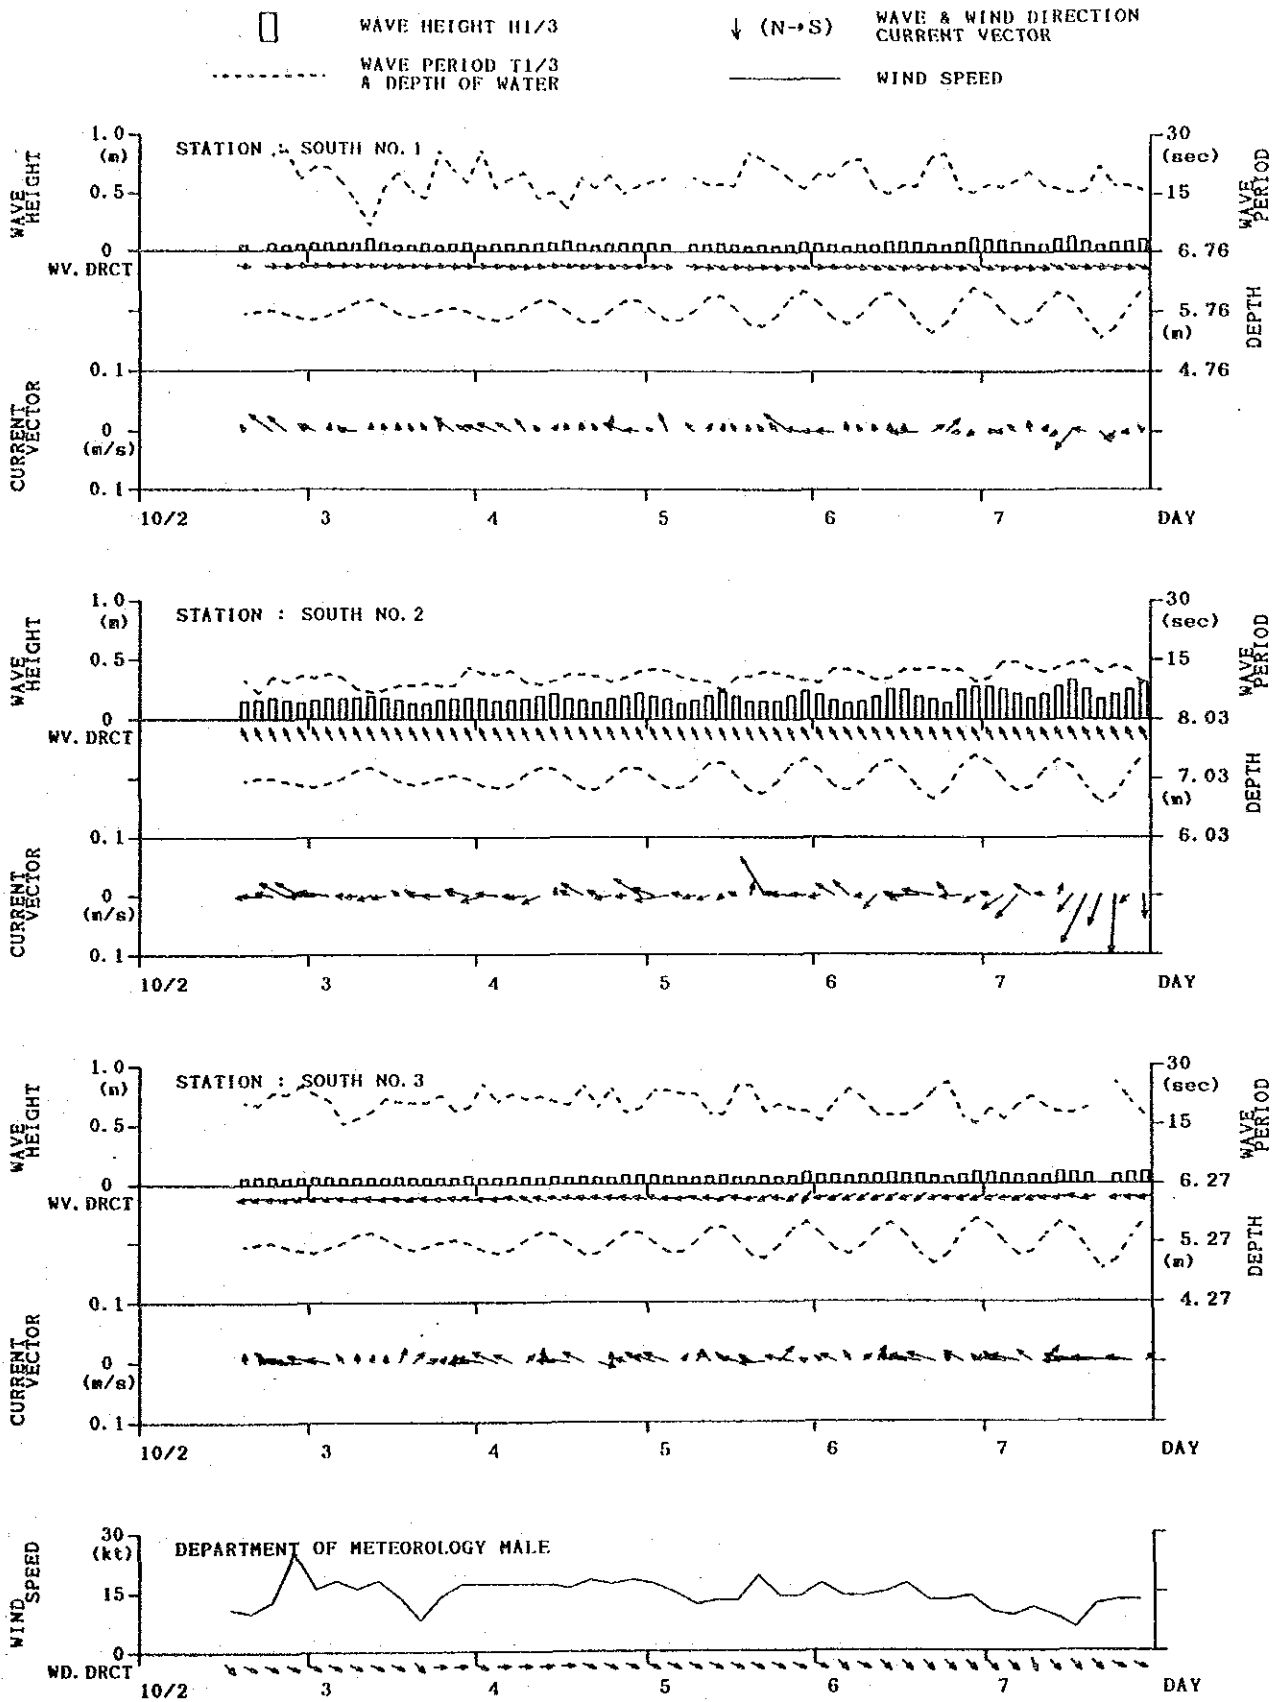 WAVE HEIGHT H1/3
↓ (N→S) WAVE & WIND DIRECTION
CURRENT VECTOR
WAVE PERIOD T1/3
& DEPTH OF WATER
WIND SPEED
STATION : SOUTH NO. 1
WAVE HEIGHT
1.0
(m)
0.5
0
30
(sec)
15
WAVE PERIOD
6.76
WV. DRCT
5.76
(m)
DEPTH
0.1
4.76
CURRENT VECTOR
0
(m/s)
0.1
10/2 3 4 5 6 7 DAY
STATION : SOUTH NO. 2
WAVE HEIGHT
1.0
(m)
0.5
0
30
(sec)
15
WAVE PERIOD
8.03
WV. DRCT
7.03
(m)
DEPTH
0.1
6.03
CURRENT VECTOR
0
(m/s)
0.1
10/2 3 4 5 6 7 DAY
STATION : SOUTH NO. 3
WAVE HEIGHT
1.0
(m)
0.5
0
30
(sec)
15
WAVE PERIOD
6.27
WV. DRCT
5.27
(m)
DEPTH
0.1
4.27
CURRENT VECTOR
0
(m/s)
0.1
10/2 3 4 5 6 7 DAY
DEPARTMENT OF METEOROLOGY MALE
WIND SPEED
30
(kt)
15
0
WD. DRCT
10/2 3 4 5 6 7 DAY